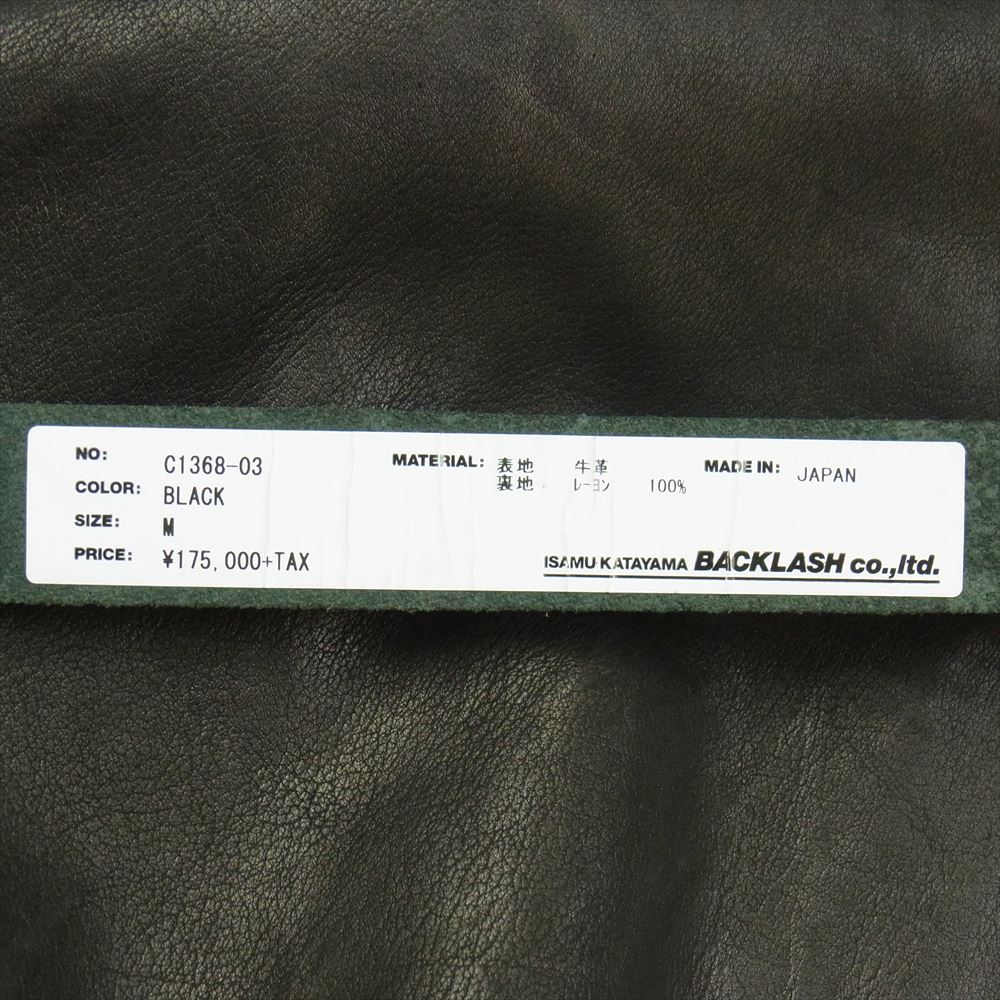 NO: C1368-03
COLOR: BLACK
SIZE: M
PRICE: ¥175,000+TAX
MATERIAL: 表地 牛革
裏地 レーヨン 100%
MADE IN: JAPAN
ISAMU KATAYAMA BACKLASH co.,ltd.